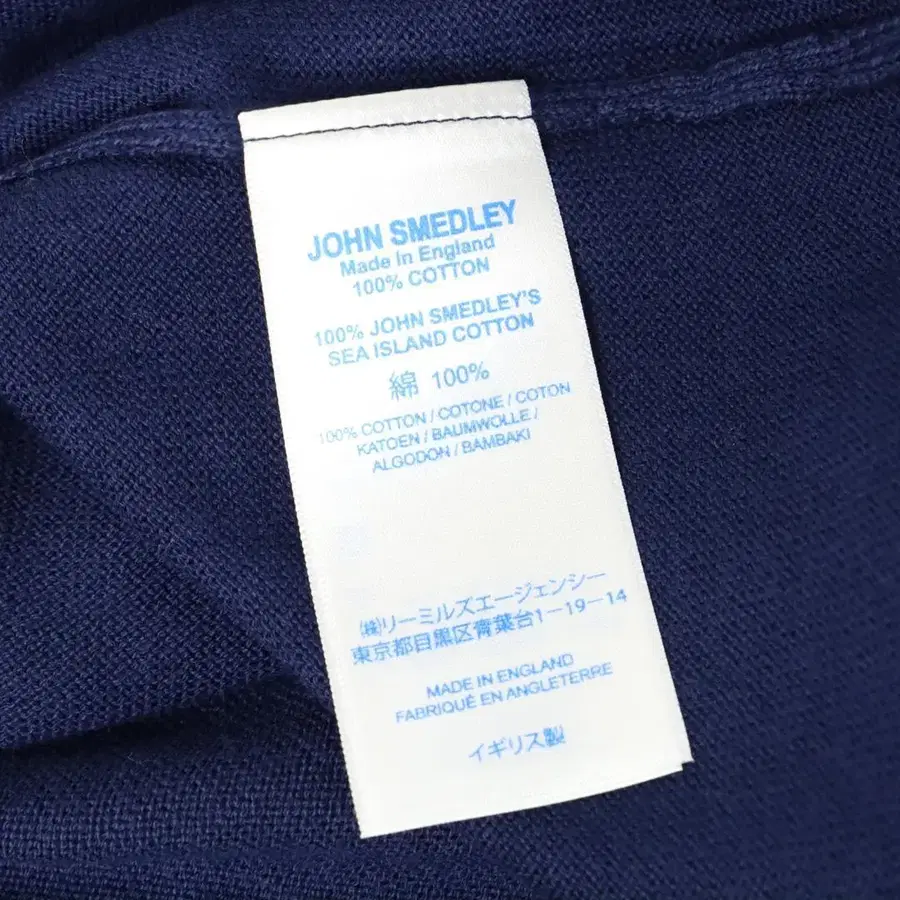 JOHN SMEDLEY
Made In England
100% COTTON
100% JOHN SMEDLEY'S
SEA ISLAND COTTON
綿 100%
100% COTTON / COTONE / COTON
KATOEN / BAUMWOLLE /
ALGODON / BAMBAKI
㈱リーミルズエージェンシー
東京都目黒区青葉台1-19-14
MADE IN ENGLAND
FABRIQUÉ EN ANGLETERRE
イギリス製